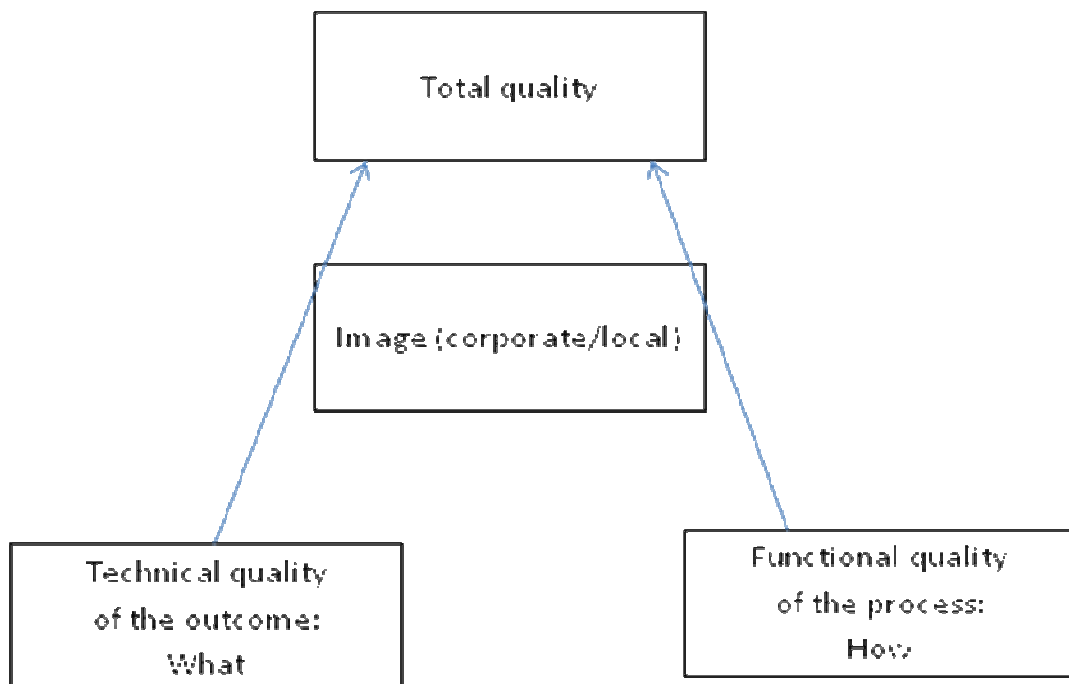 Total quality
Image (corporate/local)
Technical quality
of the outcome:
What
Functional quality
of the process:
How